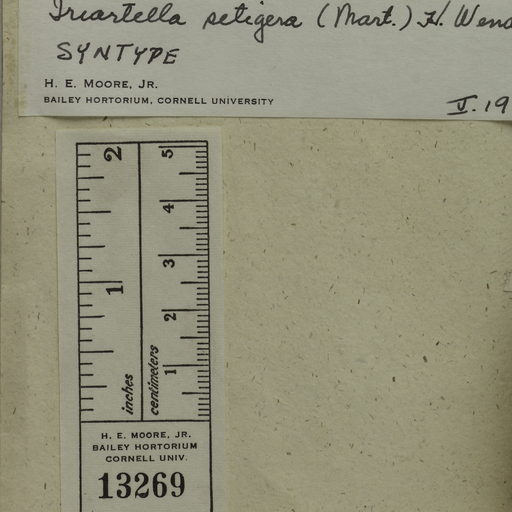 Iriartella setigera (Mart.) H. Wend
SYNTYPE
H. E. MOORE, JR.
BAILEY HORTORIUM, CORNELL UNIVERSITY
V. 19
2
1
inches
5
4
3
2
1
centimeters
H. E. MOORE, JR.
BAILEY HORTORIUM
CORNELL UNIV.
13269